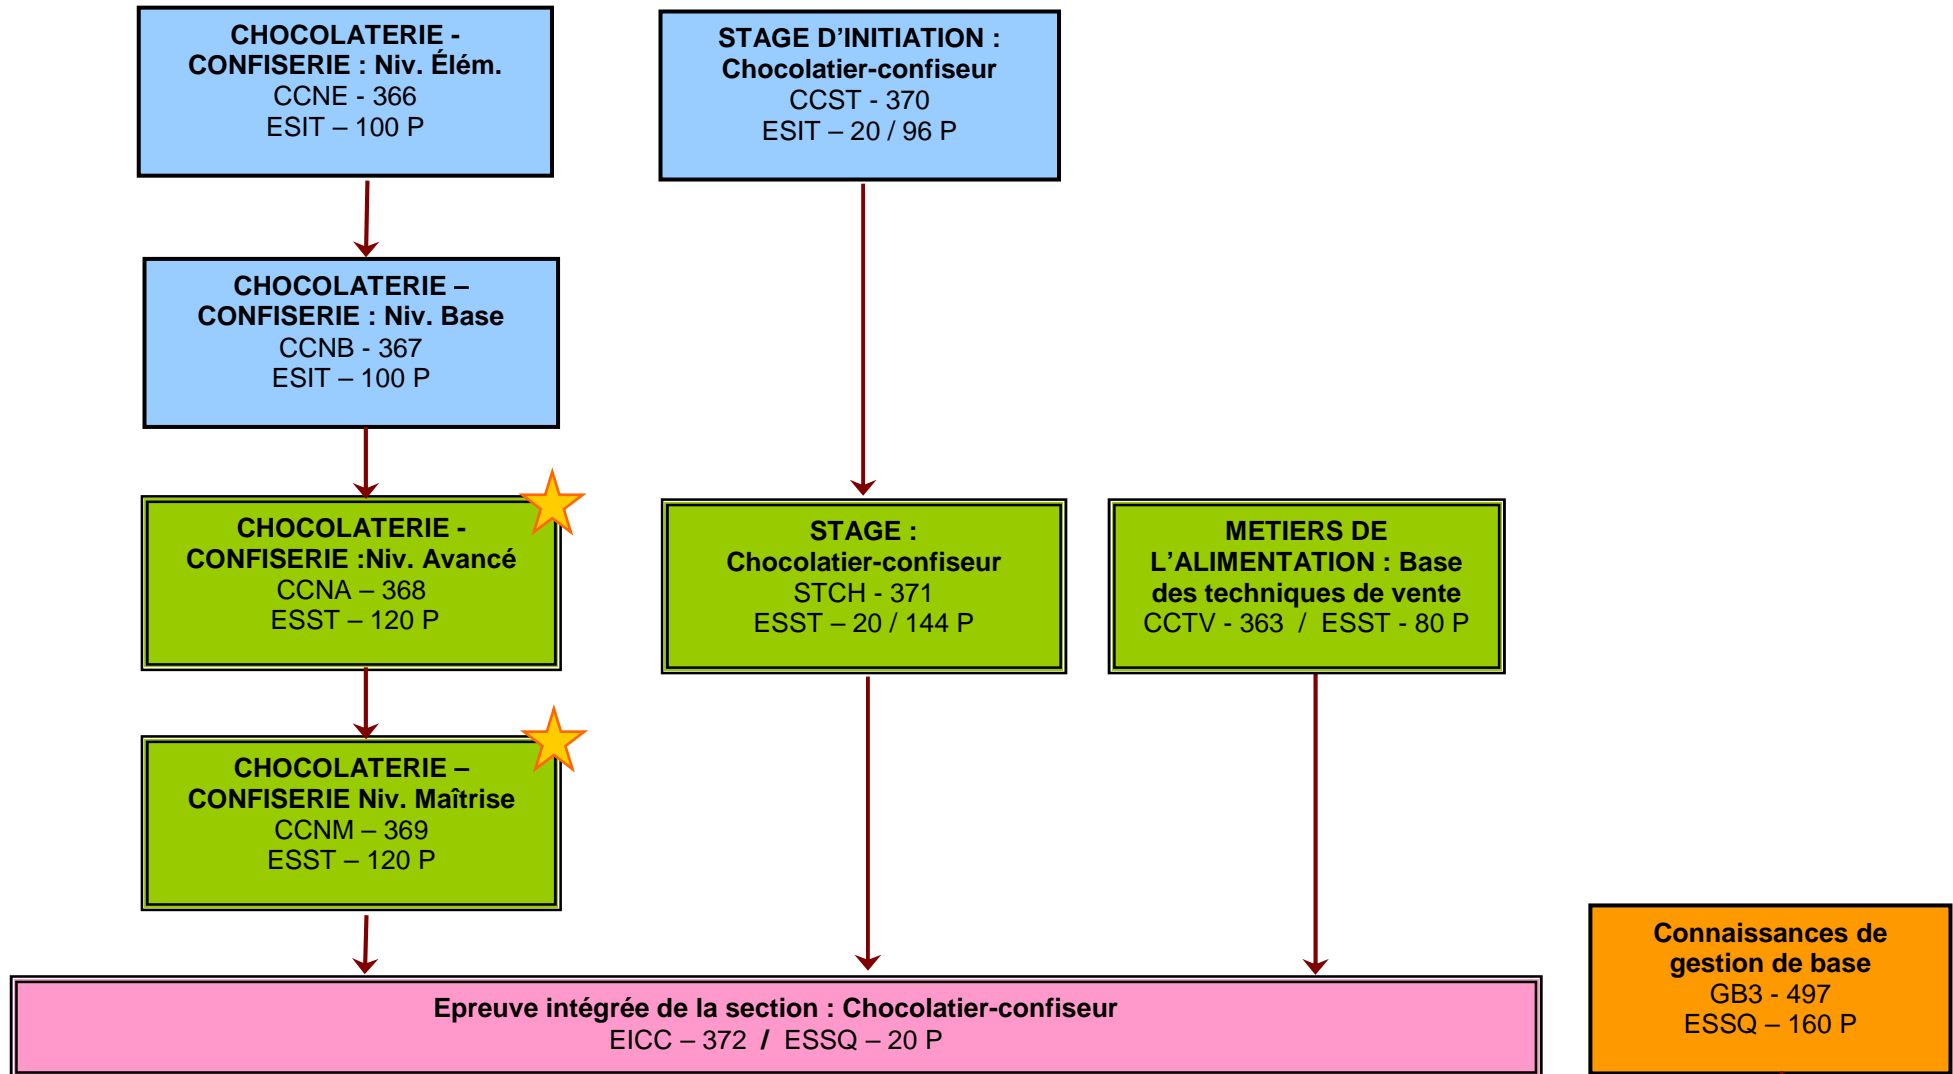 CHOCOLATERIE -
CONFISERIE : Niv. Élém.
CCNE - 366
ESIT – 100 P
STAGE D’INITIATION :
Chocolatier-confiseur
CCST - 370
ESIT – 20 / 96 P
CHOCOLATERIE –
CONFISERIE : Niv. Base
CCNB - 367
ESIT – 100 P
CHOCOLATERIE -
CONFISERIE :Niv. Avancé
CCNA – 368
ESST – 120 P
STAGE :
Chocolatier-confiseur
STCH - 371
ESST – 20 / 144 P
METIERS DE
L’ALIMENTATION : Base
des techniques de vente
CCTV - 363 / ESST - 80 P
CHOCOLATERIE –
CONFISERIE Niv. Maîtrise
CCNM – 369
ESST – 120 P
Connaissances de
gestion de base
GB3 - 497
ESSQ – 160 P
Epreuve intégrée de la section : Chocolatier-confiseur
EICC – 372 / ESSQ – 20 P